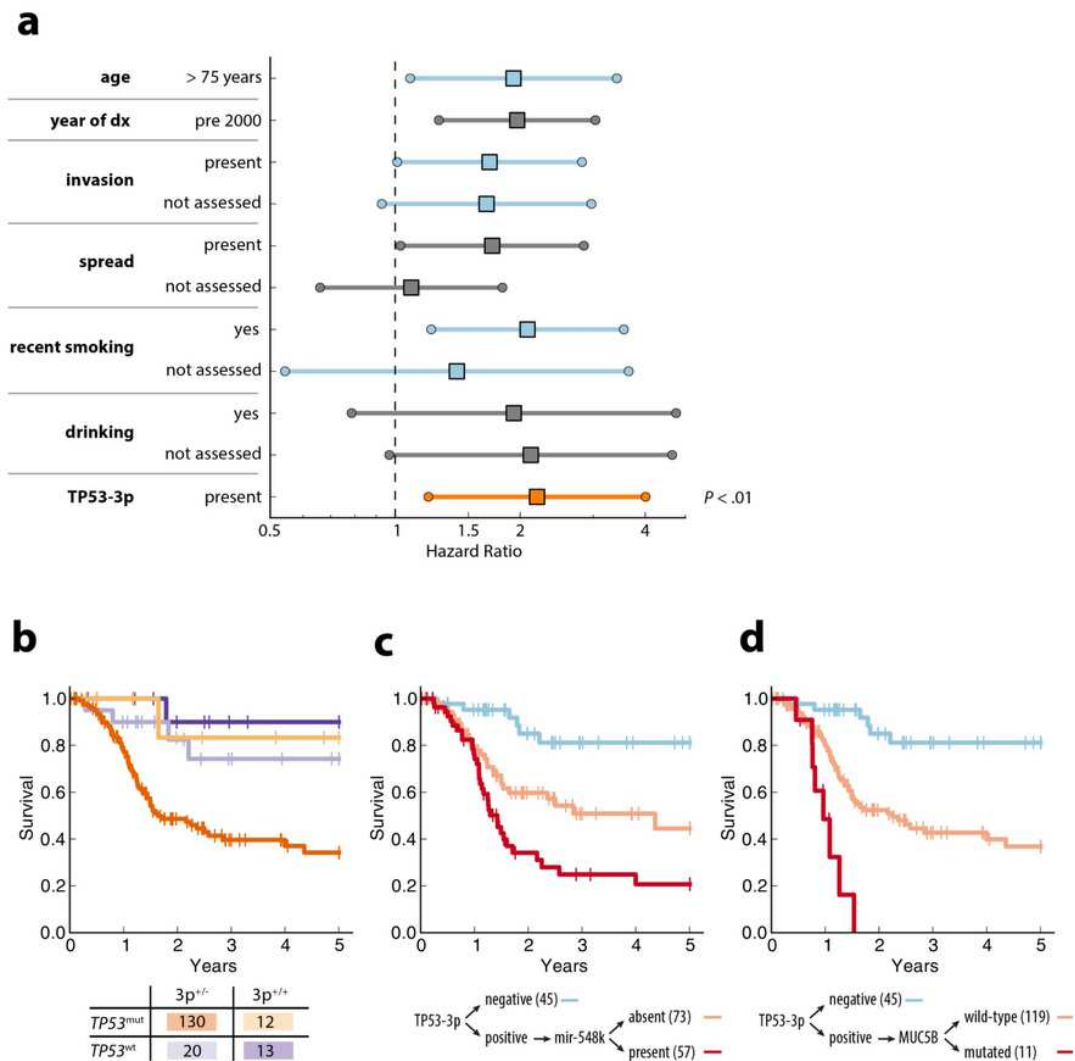 a
age > 75 years
year of dx pre 2000
invasion present
not assessed
spread present
not assessed
recent smoking yes
not assessed
drinking yes
not assessed
TP53-3p present P < .01
0.5 1 1.5 2 4
Hazard Ratio
b
1.0
0.8
0.6
0.4
0.2
0.0
Survival
0 1 2 3 4 5
Years
3p+/- 3p+/+
TP53mut 130 12
TP53wt 20 13
c
1.0
0.8
0.6
0.4
0.2
0.0
Survival
0 1 2 3 4 5
Years
negative (45)
TP53-3p
positive mir-548k
absent (73)
present (57)
d
1.0
0.8
0.6
0.4
0.2
0.0
Survival
0 1 2 3 4 5
Years
negative (45)
TP53-3p
positive MUC5B
wild-type (119)
mutated (11)